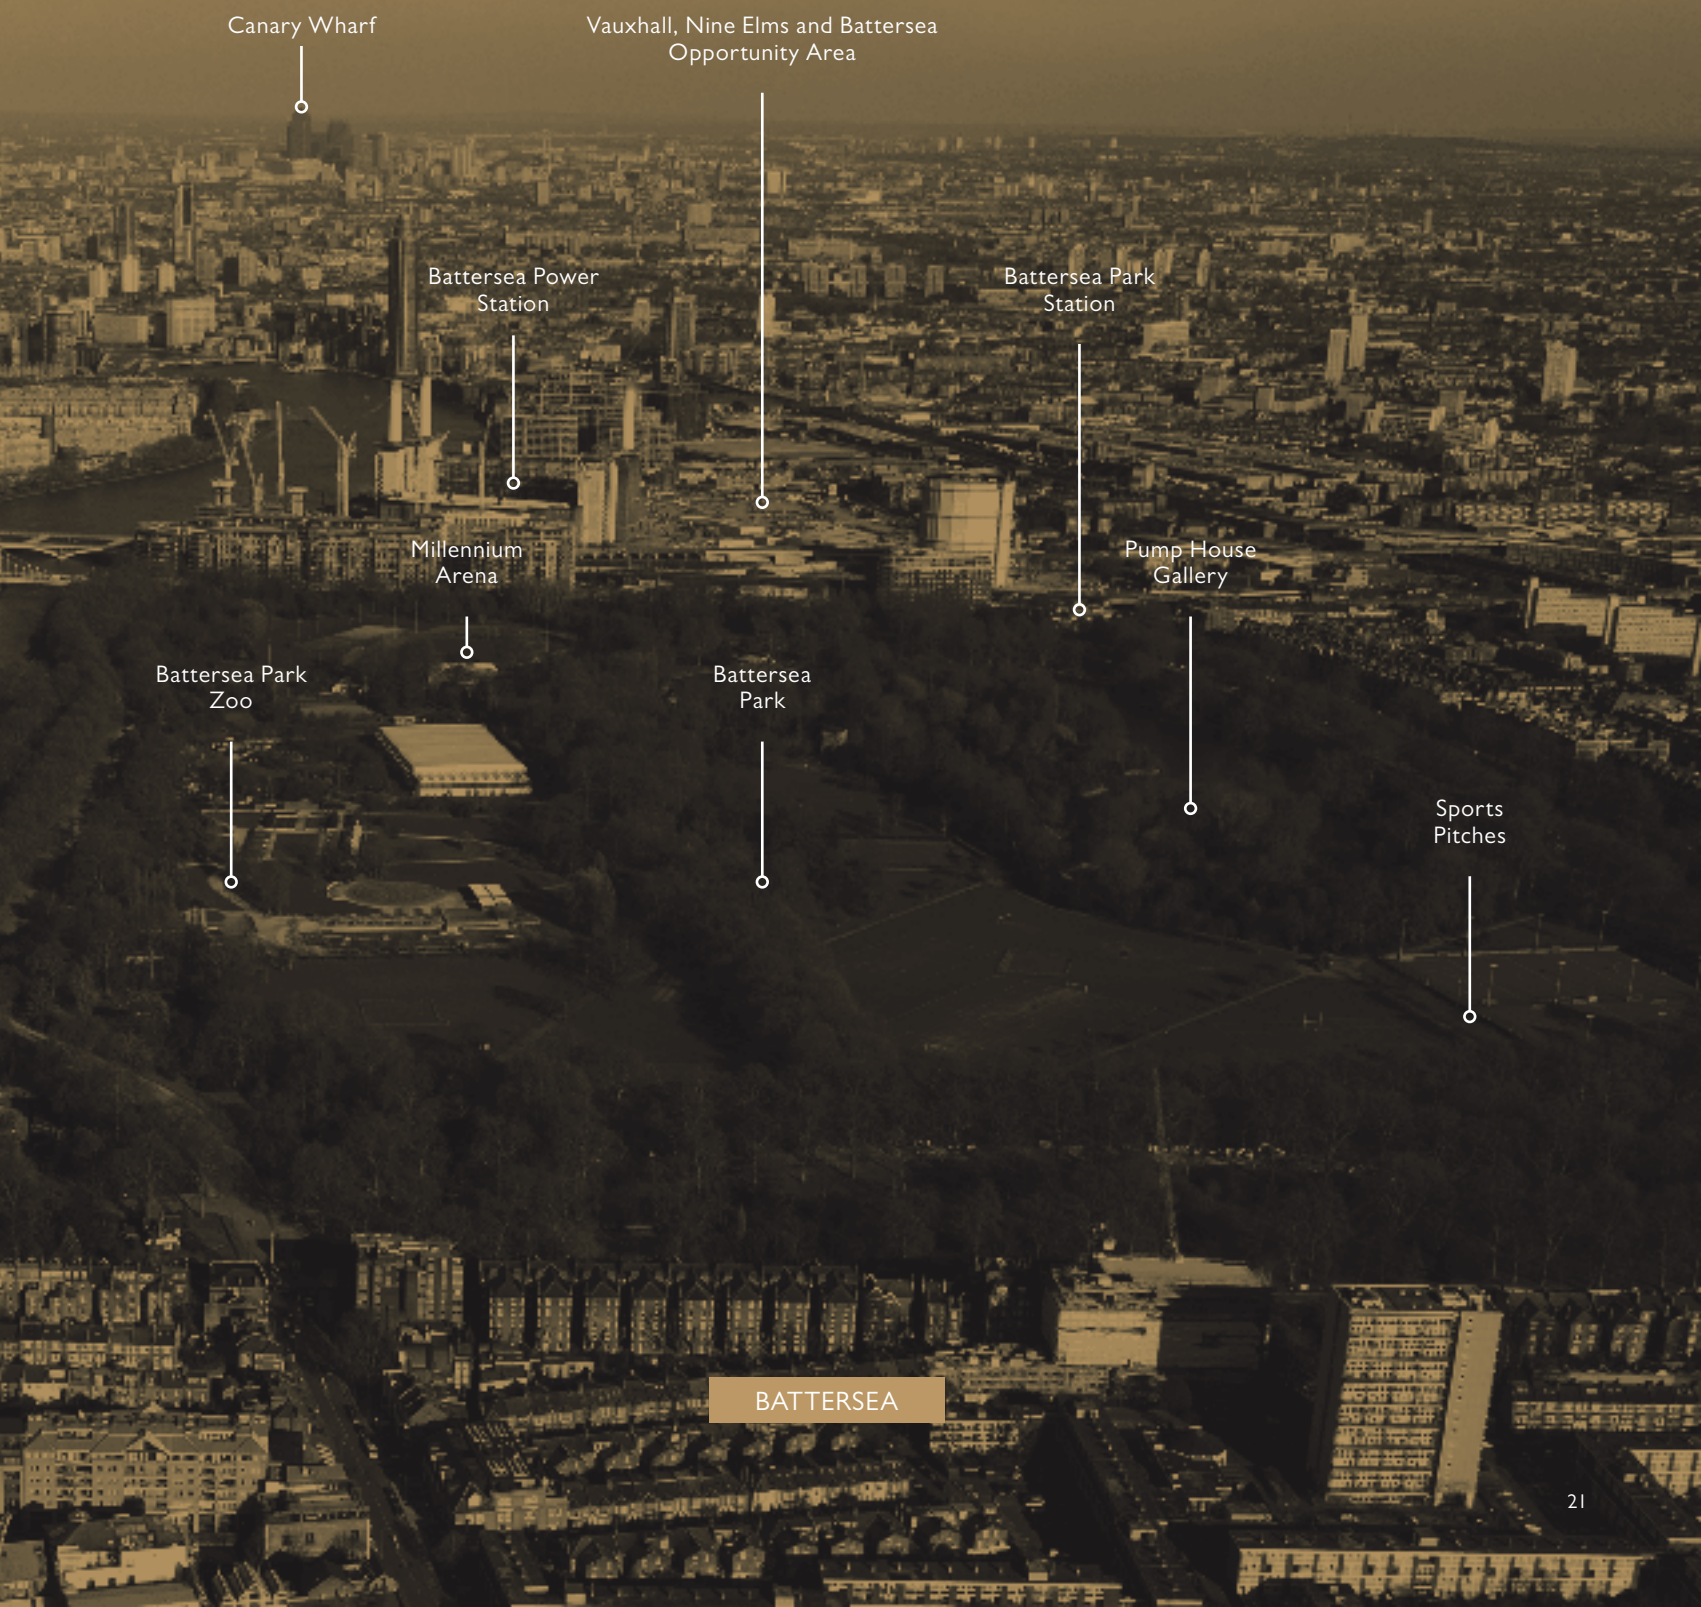 Canary Wharf
Vauxhall, Nine Elms and Battersea
Opportunity Area
Battersea Power
Station
Battersea Park
Station
Millennium
Arena
Pump House
Gallery
Battersea Park
Zoo
Battersea
Park
Sports
Pitches
BATTERSEA
21